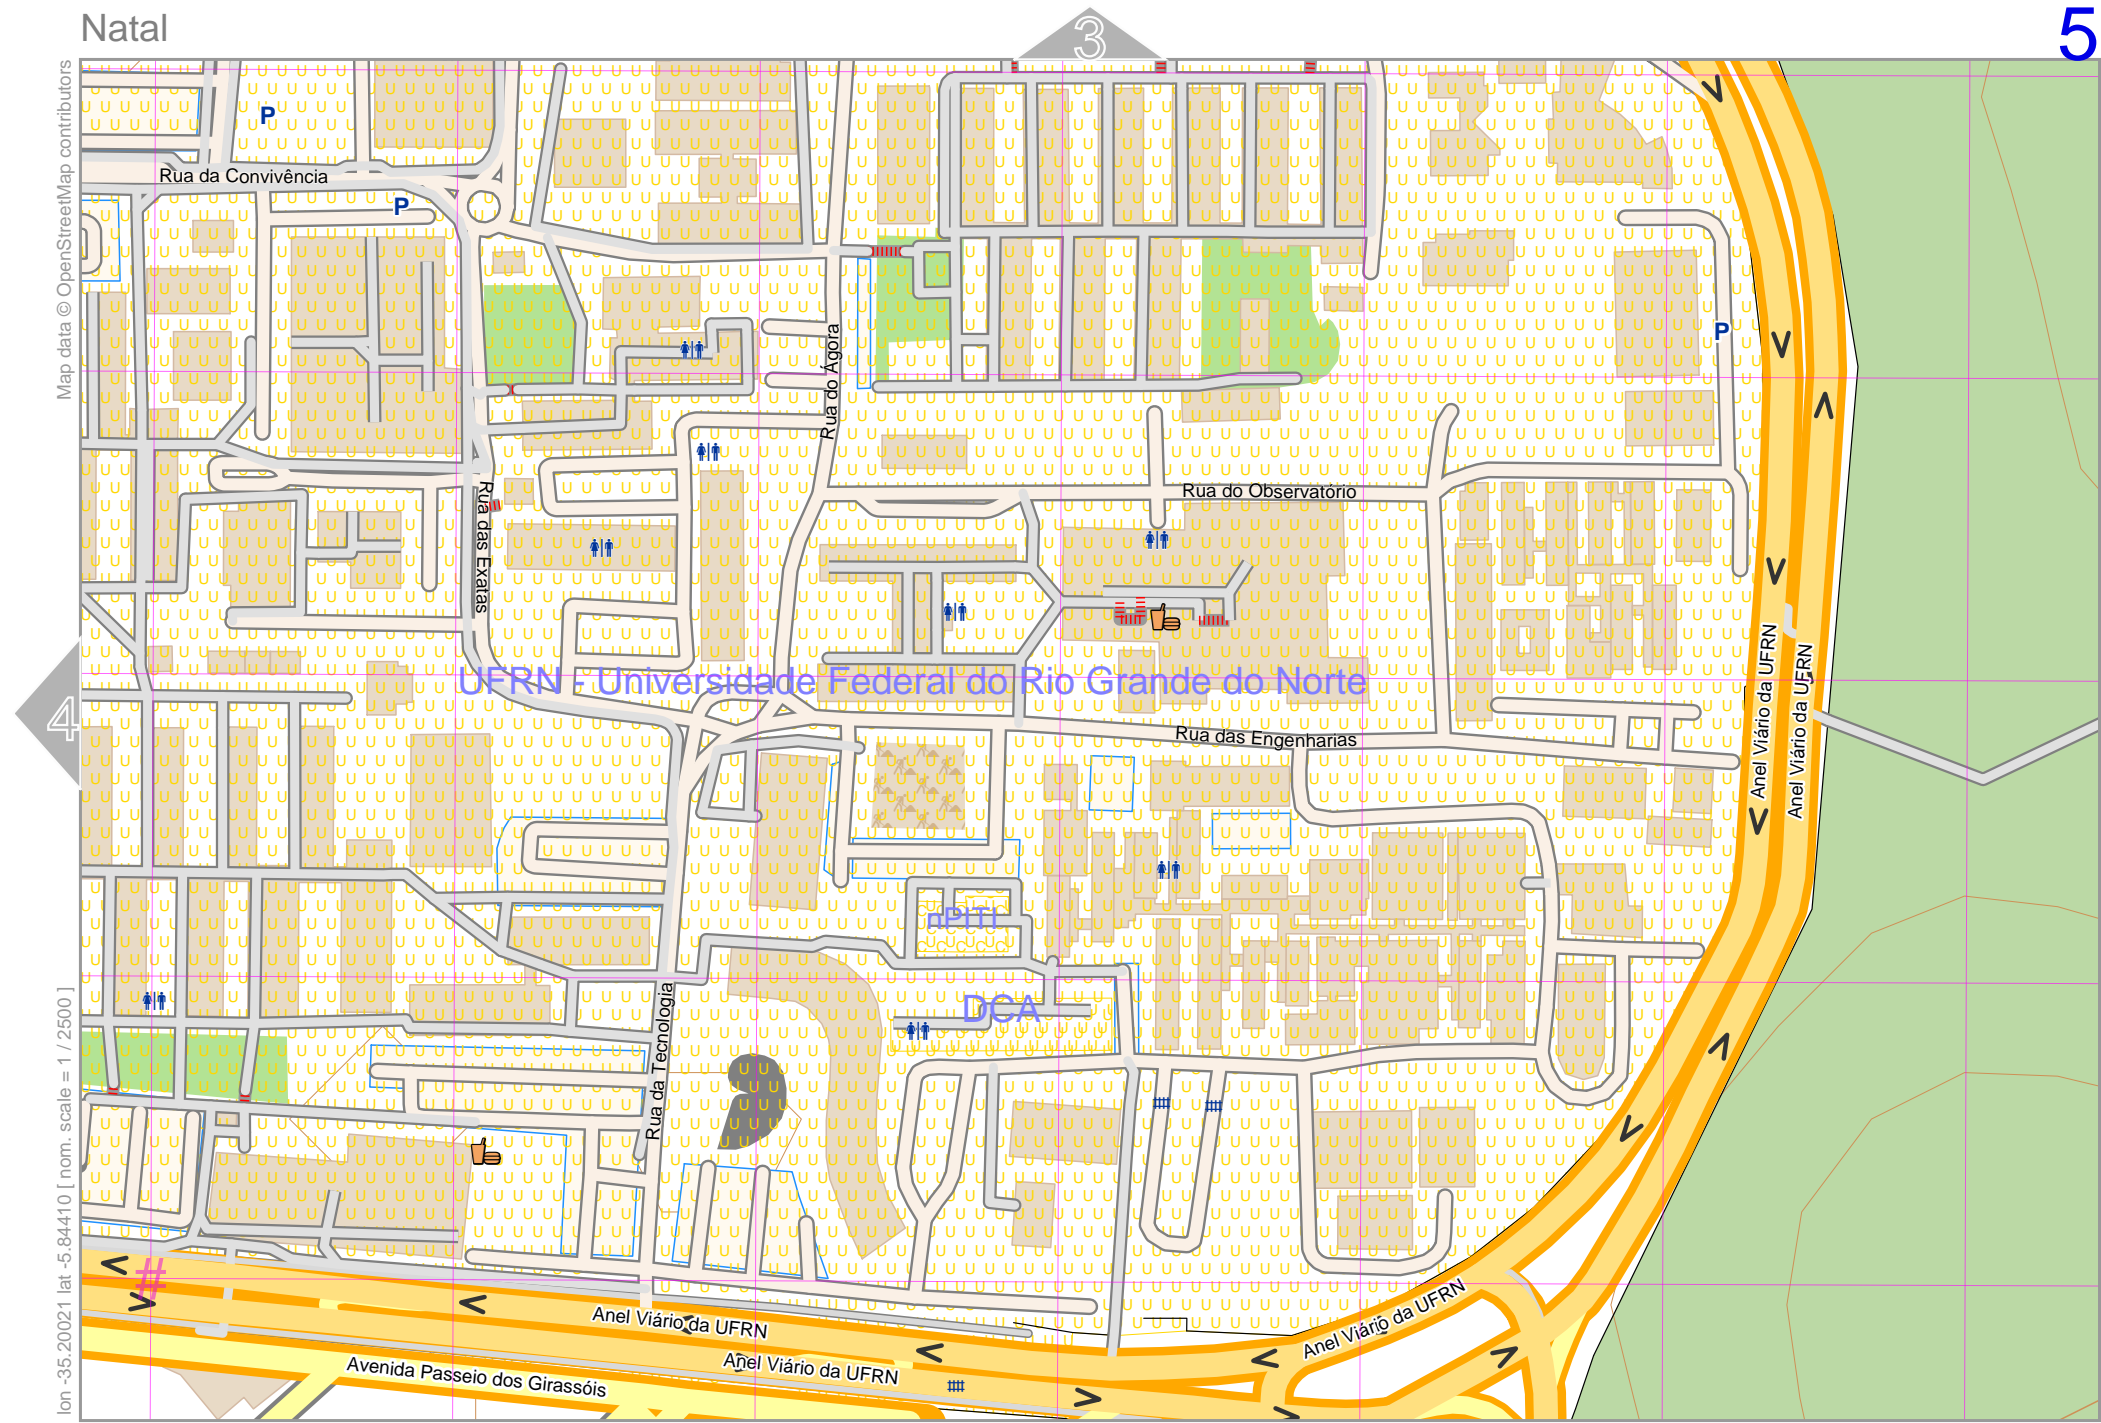 Natal
3
5
Map data © OpenStreetMap contributors
P
Rua da Convivência
P
P
Rua do Ágora
Rua do Observatório
Rua das Exatas
UFRN - Universidade Federal do Rio Grande do Norte
4
Rua das Engenharias
Anel Viário da UFRN
Anel Viário da UFRN
nPITI
DCA
Rua da Tecnologia
lon -35.20021 lat -5.84410 [ nom. scale = 1 / 2500 ]
#
Anel Viário da UFRN
Anel Viário da UFRN
Anel Viário da UFRN
Avenida Passeio dos Girassóis